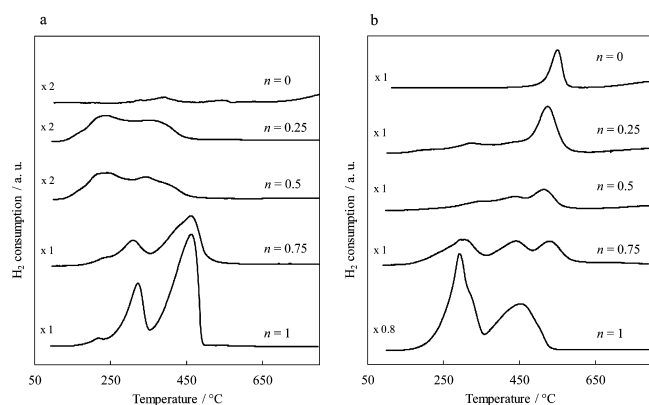 a
H2 consumption / a. u.
x 2
n = 0
x 2
n = 0.25
x 2
n = 0.5
x 1
n = 0.75
x 1
n = 1
50
250
450
650
Temperature / °C
b
H2 consumption / a. u.
x 1
n = 0
x 1
n = 0.25
x 1
n = 0.5
x 1
n = 0.75
x 0.8
n = 1
50
250
450
650
Temperature / °C